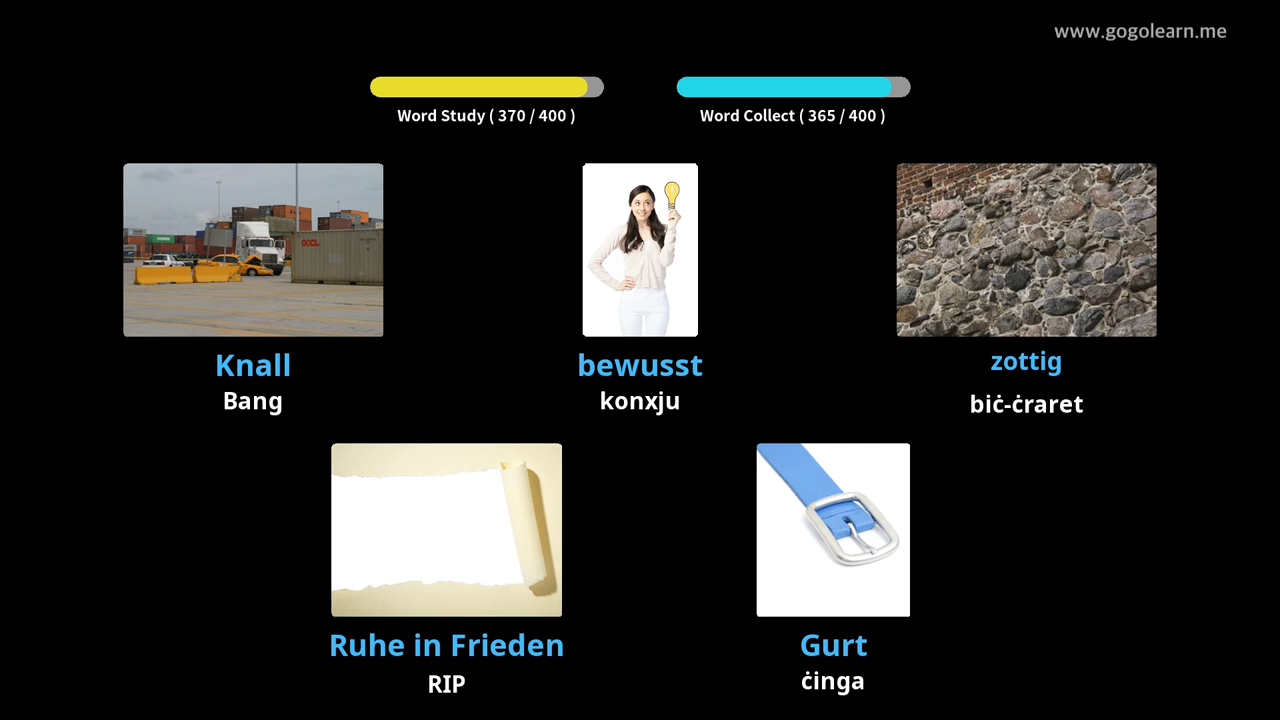 www.gogolearn.me
Word Study ( 370 / 400 )
Word Collect ( 365 / 400 )
Knall
Bang
bewusst
konxju
zottig
biċ-ċraret
Ruhe in Frieden
RIP
Gurt
ċinga